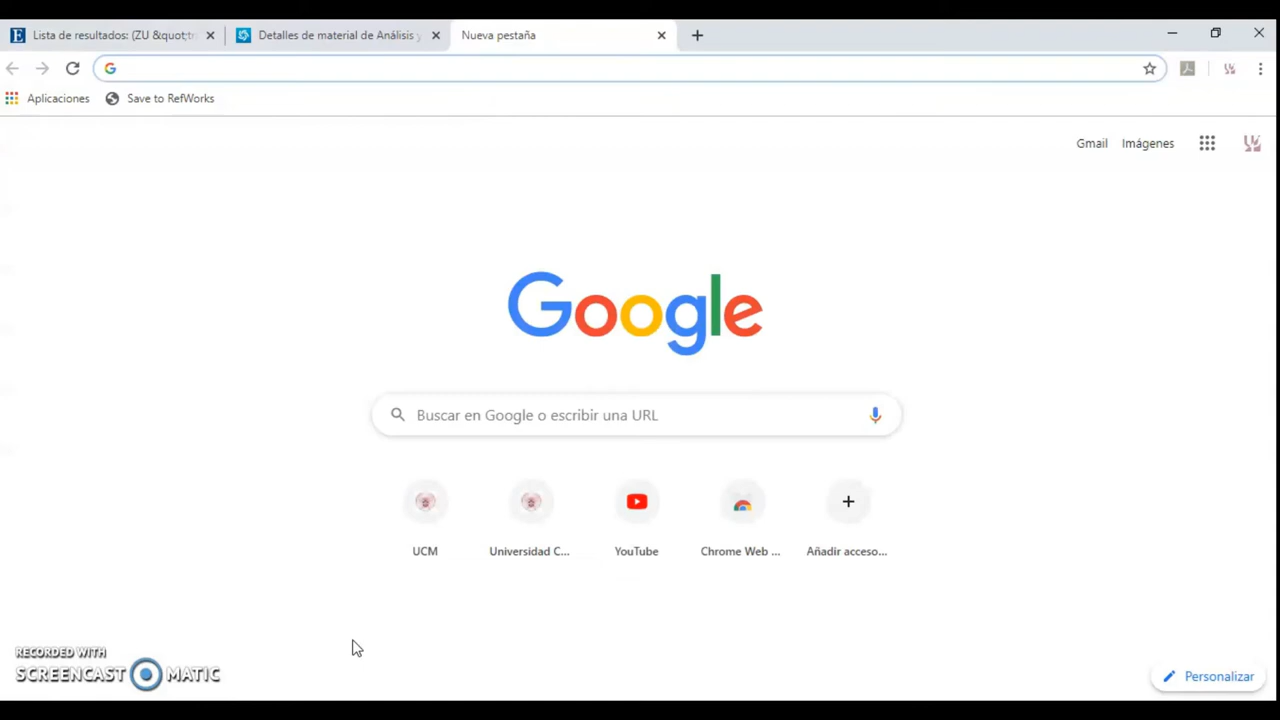 Lista de resultados: (ZU &quot;tr
Detalles de material de Análisis y
Nueva pestaña
Aplicaciones
Save to RefWorks
Gmail
Imágenes
Google
Buscar en Google o escribir una URL
UCM
Universidad C...
YouTube
Chrome Web ...
Añadir acceso...
RECORDED WITH
SCREENCAST MATIC
Personalizar